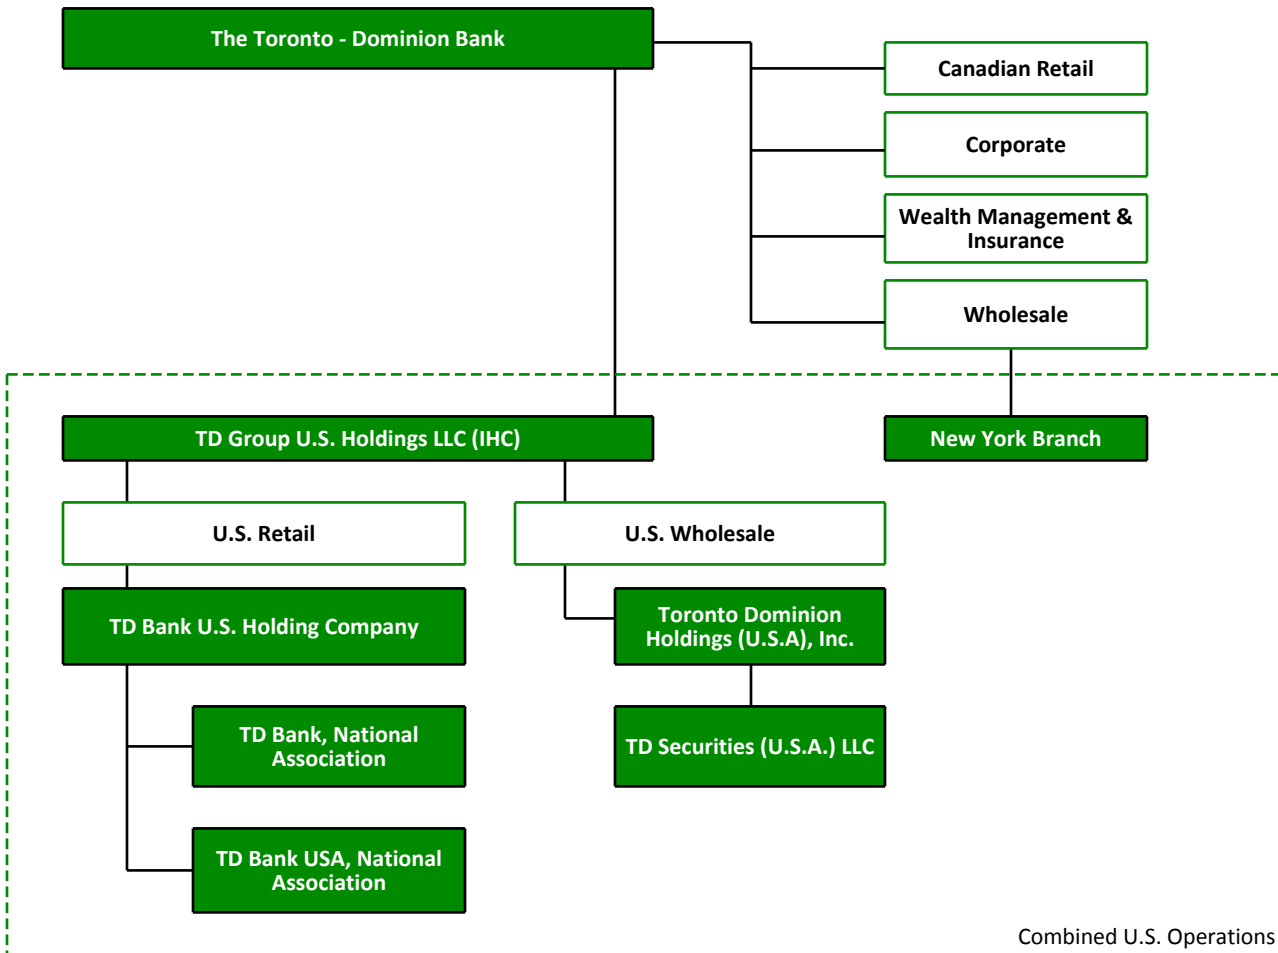 The Toronto - Dominion Bank
Canadian Retail
Corporate
Wealth Management &
Insurance
Wholesale
TD Group U.S. Holdings LLC (IHC)
New York Branch
U.S. Retail
U.S. Wholesale
TD Bank U.S. Holding Company
Toronto Dominion
Holdings (U.S.A), Inc.
TD Bank, National
Association
TD Securities (U.S.A.) LLC
TD Bank USA, National
Association
Combined U.S. Operations